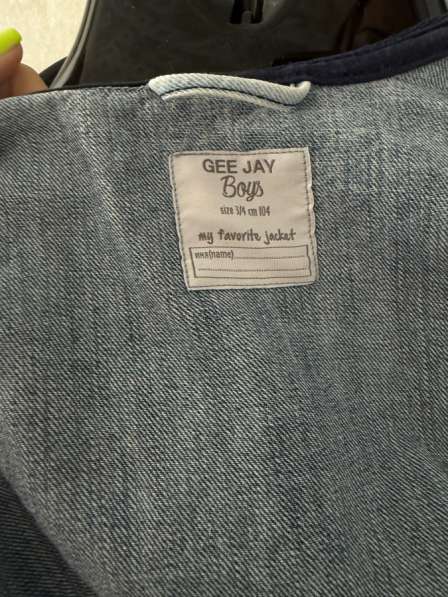 GEE JAY
Boys
size 3/4 cm 104
my favorite jacket
имя(name)